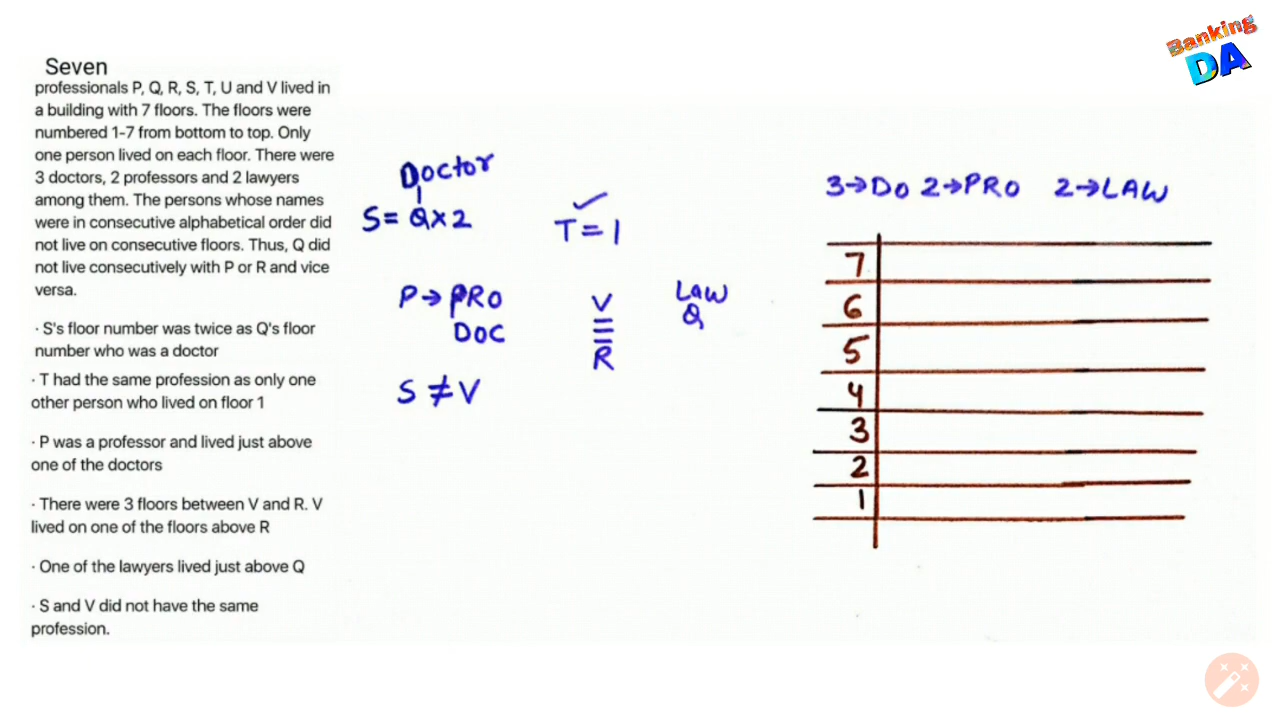 Banking
DA
Seven
professionals P, Q, R, S, T, U and V lived in
a building with 7 floors. The floors were
numbered 1-7 from bottom to top. Only
one person lived on each floor. There were
3 doctors, 2 professors and 2 lawyers
among them. The persons whose names
were in consecutive alphabetical order did
not live on consecutive floors. Thus, Q did
not live consecutively with P or R and vice
versa.
· S's floor number was twice as Q's floor
number who was a doctor
· T had the same profession as only one
other person who lived on floor 1
· P was a professor and lived just above
one of the doctors
· There were 3 floors between V and R. V
lived on one of the floors above R
· One of the lawyers lived just above Q
· S and V did not have the same
profession.
Doctor
S= Q×2
T=1
P→ PRO
DOC
V
R
LAW
Q
S ≠ V
3→DO 2→PRO 2→LAW
7
6
5
4
3
2
1